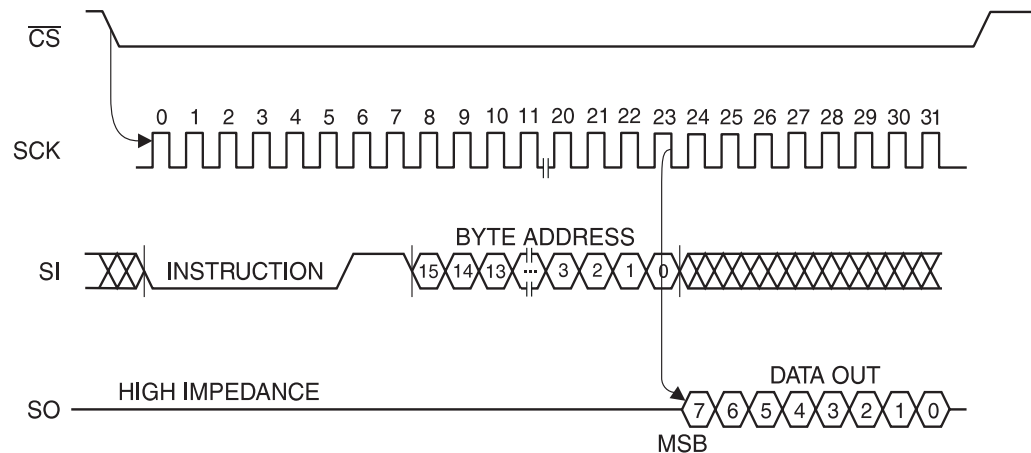 CS
0 1 2 3 4 5 6 7 8 9 10 11 20 21 22 23 24 25 26 27 28 29 30 31
SCK
BYTE ADDRESS
SI INSTRUCTION 15 14 13 ... 3 2 1 0
HIGH IMPEDANCE DATA OUT
SO 7 6 5 4 3 2 1 0
MSB